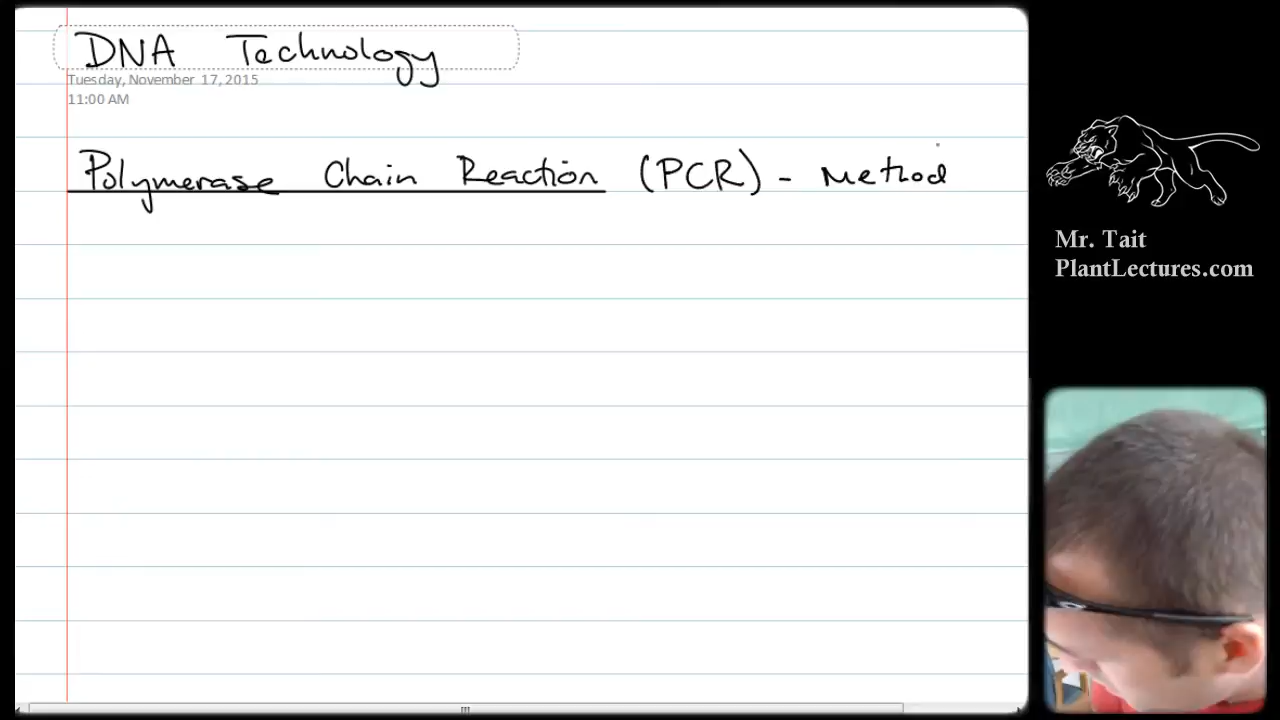 DNA Technology
Tuesday, November 17, 2015
11:00 AM
Polymerase Chain Reaction (PCR) - Method
Mr. Tait
PlantLectures.com